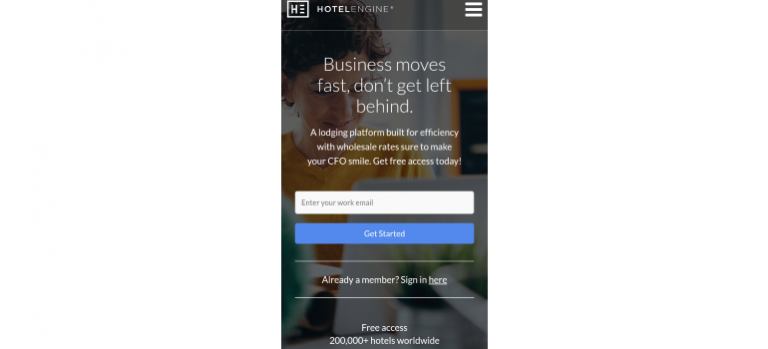 HE HOTELENGINE®
Business moves
fast, don't get left
behind.
A lodging platform built for efficiency
with wholesale rates sure to make
your CFO smile. Get free access today!
Enter your work email
Get Started
Already a member? Sign in here
Free access
200,000+ hotels worldwide